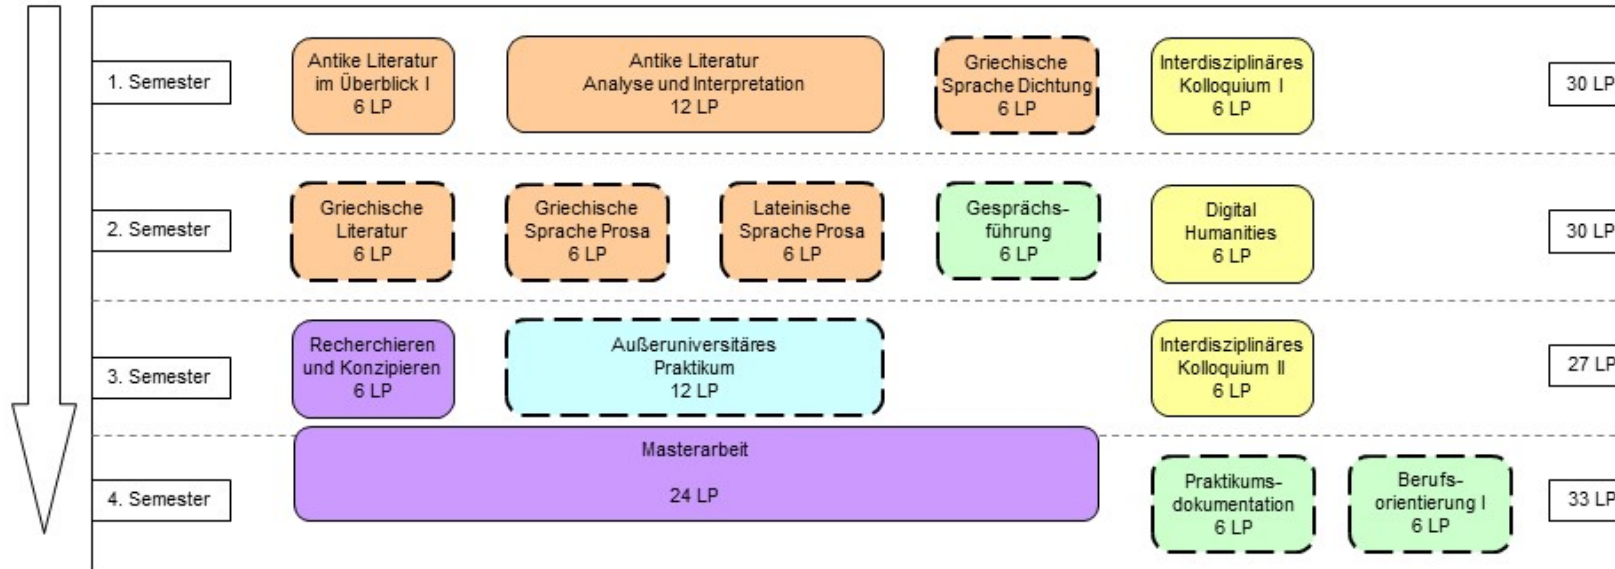 1. Semester
Antike Literatur
im Überblick I
6 LP
Antike Literatur
Analyse und Interpretation
12 LP
Griechische
Sprache Dichtung
6 LP
Interdisziplinäres
Kolloquium I
6 LP
30 LP
2. Semester
Griechische
Literatur
6 LP
Griechische
Sprache Prosa
6 LP
Lateinische
Sprache Prosa
6 LP
Gesprächs-
führung
6 LP
Digital
Humanities
6 LP
30 LP
3. Semester
Recherchieren
und Konzipieren
6 LP
Außeruniversitäres
Praktikum
12 LP
Interdisziplinäres
Kolloquium II
6 LP
27 LP
4. Semester
Masterarbeit
24 LP
Praktikums-
dokumentation
6 LP
Berufs-
orientierung I
6 LP
33 LP